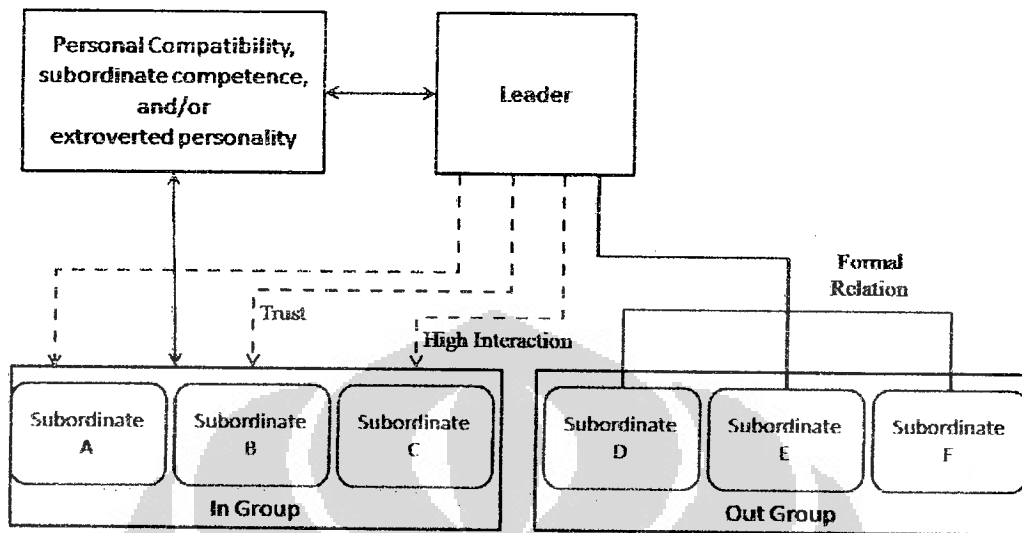 Personal Compatibility,
subordinate competence,
and/or
extroverted personality
Leader
Formal
Relation
Trust
High Interaction
Subordinate
A
Subordinate
B
Subordinate
C
Subordinate
D
Subordinate
E
Subordinate
F
In Group
Out Group